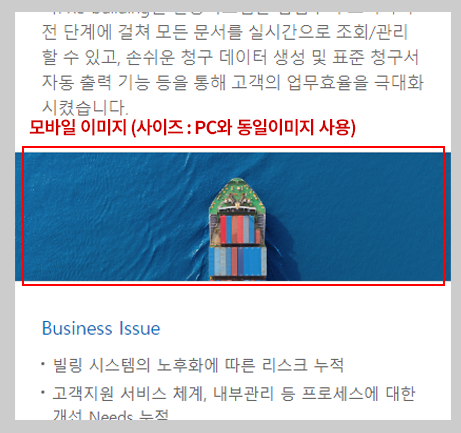 전 단계에 걸쳐 모든 문서를 실시간으로 조회/관리
할 수 있고, 손쉬운 청구 데이터 생성 및 표준 청구서
자동 출력 기능 등을 통해 고객의 업무효율을 극대화
시켰습니다.
모바일 이미지 (사이즈 : PC와 동일이미지 사용)
Business Issue
• 빌링 시스템의 노후화에 따른 리스크 누적
• 고객지원 서비스 체계, 내부관리 등 프로세스에 대한
개선 Needs 누적